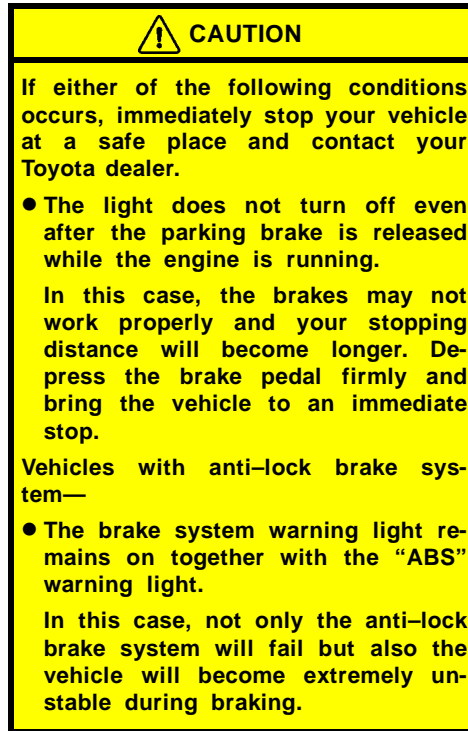 CAUTION
If either of the following conditions
occurs, immediately stop your vehicle
at a safe place and contact your
Toyota dealer.
● The light does not turn off even
after the parking brake is released
while the engine is running.
In this case, the brakes may not
work properly and your stopping
distance will become longer. De-
press the brake pedal firmly and
bring the vehicle to an immediate
stop.
Vehicles with anti–lock brake sys-
tem—
● The brake system warning light re-
mains on together with the “ABS”
warning light.
In this case, not only the anti–lock
brake system will fail but also the
vehicle will become extremely un-
stable during braking.